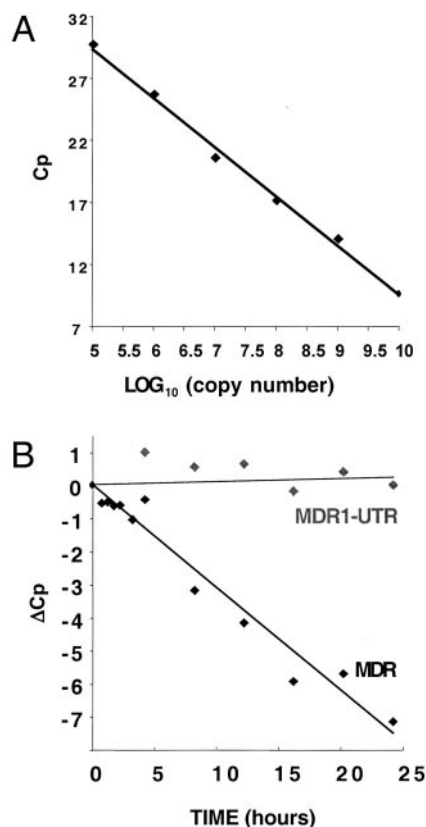 A
32
27
22
17
12
7
Cp
5 5.5 6 6.5 7 7.5 8 8.5 9 9.5 10
LOG₁₀ (copy number)
B
1
0
-1
-2
-3
-4
-5
-6
-7
ΔCp
MDR1-UTR
MDR
0 5 10 15 20 25
TIME (hours)